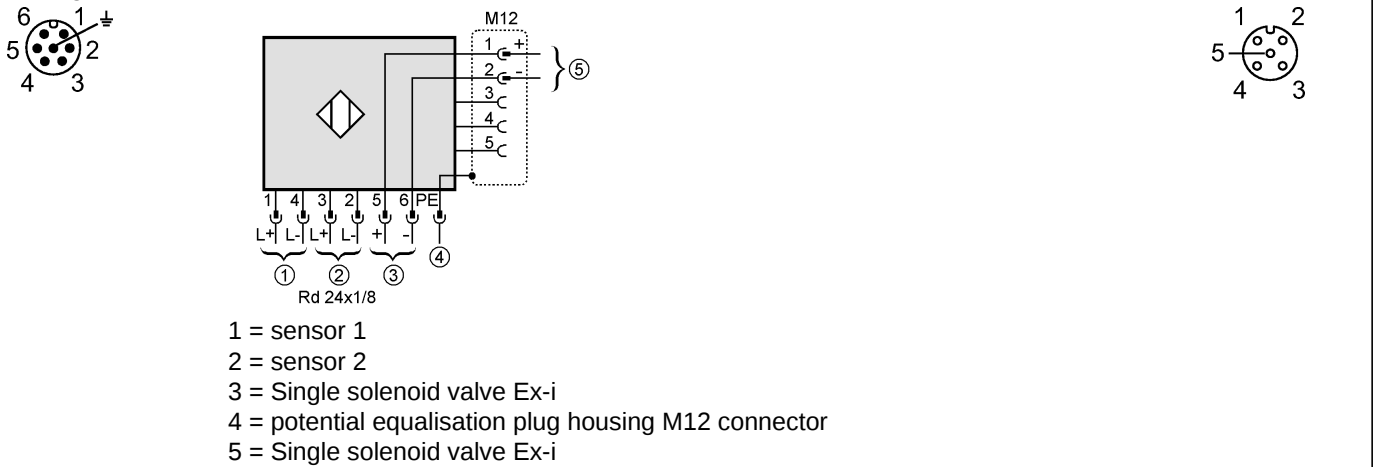 6 1
5 2
4 3
M12
1 +
2 -
3
4
5
⑤
1 4 3 2 5 6 PE
L+ L- L+ L- + -
① ② ③ ④
Rd 24x1/8
1 2
5
4 3
1 = sensor 1
2 = sensor 2
3 = Single solenoid valve Ex-i
4 = potential equalisation plug housing M12 connector
5 = Single solenoid valve Ex-i